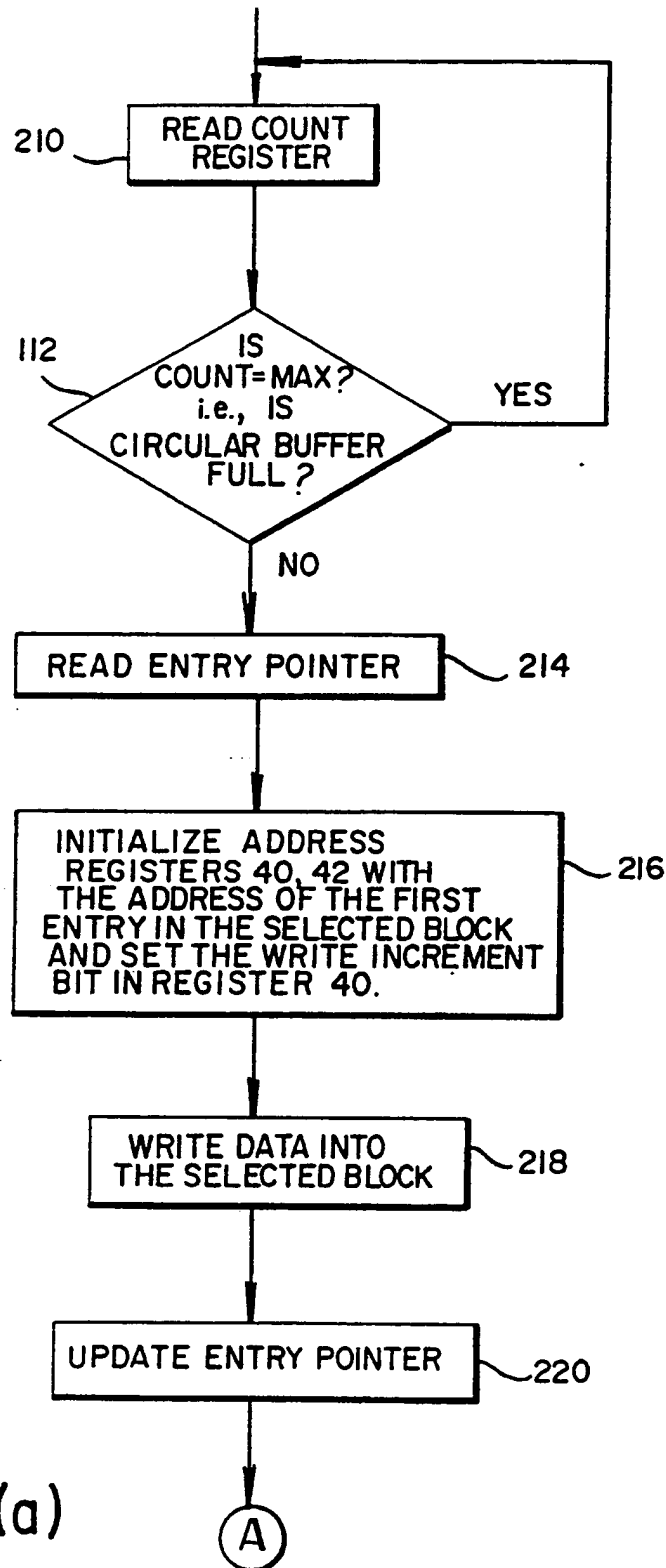 READ COUNT
REGISTER
210
IS
COUNT=MAX?
i.e., IS
CIRCULAR BUFFER
FULL?
112
YES
NO
READ ENTRY POINTER
214
INITIALIZE ADDRESS
REGISTERS 40, 42 WITH
THE ADDRESS OF THE FIRST
ENTRY IN THE SELECTED BLOCK
AND SET THE WRITE INCREMENT
BIT IN REGISTER 40.
216
WRITE DATA INTO
THE SELECTED BLOCK
218
UPDATE ENTRY POINTER
220
(a)
A